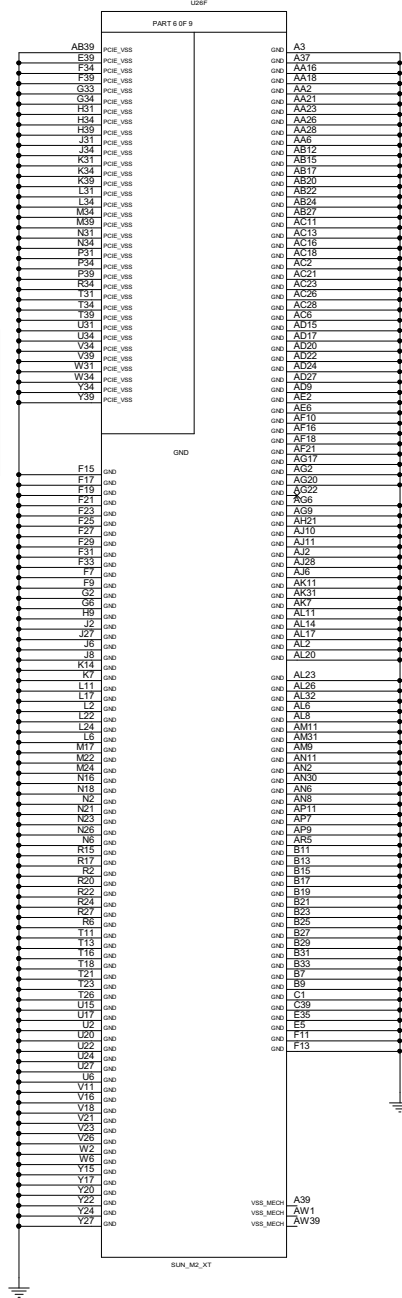 U26F
PART 6 0F 9
AB39 PCIE_VSS
E39 PCIE_VSS
F34 PCIE_VSS
F39 PCIE_VSS
G33 PCIE_VSS
G34 PCIE_VSS
H31 PCIE_VSS
H34 PCIE_VSS
H39 PCIE_VSS
J31 PCIE_VSS
J34 PCIE_VSS
K31 PCIE_VSS
K34 PCIE_VSS
K39 PCIE_VSS
L31 PCIE_VSS
L34 PCIE_VSS
M34 PCIE_VSS
M39 PCIE_VSS
N31 PCIE_VSS
N34 PCIE_VSS
P31 PCIE_VSS
P34 PCIE_VSS
P39 PCIE_VSS
R34 PCIE_VSS
T31 PCIE_VSS
T34 PCIE_VSS
T39 PCIE_VSS
U31 PCIE_VSS
U34 PCIE_VSS
V34 PCIE_VSS
V39 PCIE_VSS
W31 PCIE_VSS
W34 PCIE_VSS
Y34 PCIE_VSS
Y39 PCIE_VSS
GND
F15 GND
F17 GND
F19 GND
F21 GND
F23 GND
F25 GND
F27 GND
F29 GND
F31 GND
F33 GND
F7 GND
F9 GND
G2 GND
G6 GND
H9 GND
J2 GND
J27 GND
J6 GND
J8 GND
K14 GND
K7 GND
L11 GND
L17 GND
L2 GND
L22 GND
L24 GND
L6 GND
M17 GND
M22 GND
M24 GND
N16 GND
N18 GND
N2 GND
N21 GND
N23 GND
N26 GND
N6 GND
R15 GND
R17 GND
R2 GND
R20 GND
R22 GND
R24 GND
R27 GND
R6 GND
T11 GND
T13 GND
T16 GND
T18 GND
T21 GND
T23 GND
T26 GND
U15 GND
U17 GND
U2 GND
U20 GND
U22 GND
U24 GND
U27 GND
U6 GND
V11 GND
V16 GND
V18 GND
V21 GND
V23 GND
V26 GND
W2 GND
W6 GND
Y15 GND
Y17 GND
Y20 GND
Y22 GND
Y24 GND
Y27 GND
GND A3
GND A37
GND AA16
GND AA18
GND AA2
GND AA21
GND AA23
GND AA26
GND AA28
GND AA6
GND AB12
GND AB15
GND AB17
GND AB20
GND AB22
GND AB24
GND AB27
GND AC11
GND AC13
GND AC16
GND AC18
GND AC2
GND AC21
GND AC23
GND AC26
GND AC28
GND AC6
GND AD15
GND AD17
GND AD20
GND AD22
GND AD24
GND AD27
GND AD9
GND AE2
GND AE6
GND AF10
GND AF16
GND AF18
GND AF21
GND AG17
GND AG2
GND AG20
GND AG22
GND AG6
GND AG9
GND AH21
GND AJ10
GND AJ11
GND AJ2
GND AJ28
GND AJ6
GND AK11
GND AK31
GND AK7
GND AL11
GND AL14
GND AL17
GND AL2
GND AL20
GND AL23
GND AL26
GND AL32
GND AL6
GND AL8
GND AM11
GND AM31
GND AM9
GND AN11
GND AN2
GND AN30
GND AN6
GND AN8
GND AP11
GND AP7
GND AP9
GND AR5
GND B11
GND B13
GND B15
GND B17
GND B19
GND B21
GND B23
GND B25
GND B27
GND B29
GND B31
GND B33
GND B7
GND B9
GND C1
GND C39
GND E35
GND E5
GND F11
GND F13
VSS_MECH A39
VSS_MECH AW1
VSS_MECH AW39
SUN_M2_XT